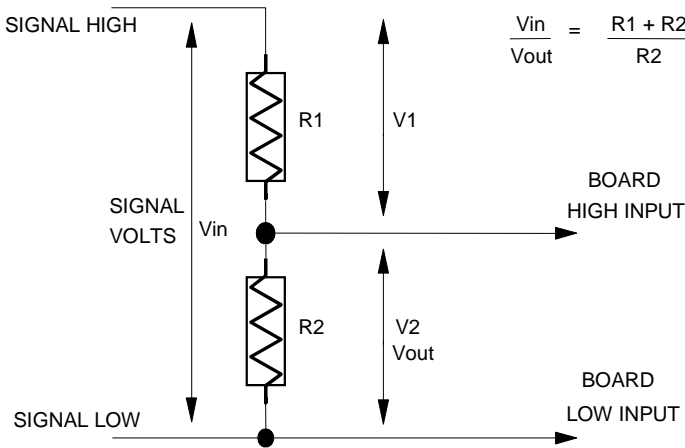 SIGNAL HIGH
Vin = R1 + R2
Vout R2
R1
V1
BOARD
HIGH INPUT
SIGNAL
VOLTS
Vin
R2
V2
Vout
BOARD
LOW INPUT
SIGNAL LOW